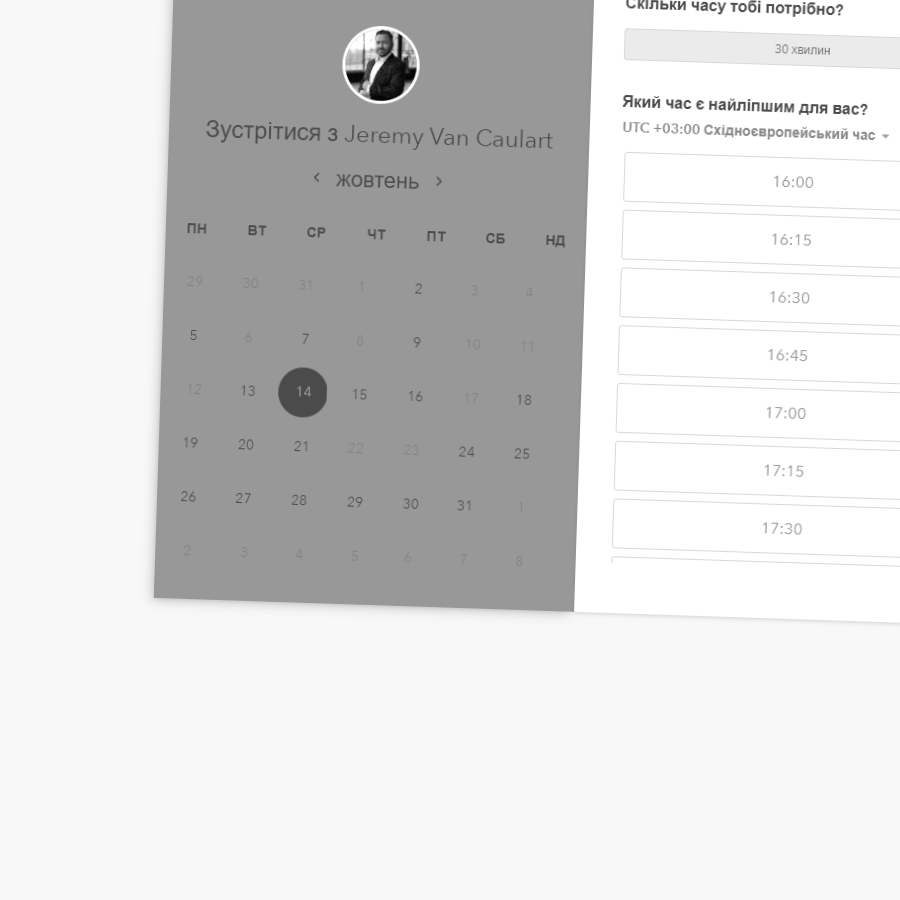 Зустрітися з Jeremy Van Caulart
жовтень
ПН ВТ СР ЧТ ПТ СБ НД
29 30 31 1 2 3 4
5 6 7 8 9 10 11
12 13 14 15 16 17 18
19 20 21 22 23 24 25
26 27 28 29 30 31 1
2 3 4 5 6 7 8
Скільки часу тобі потрібно?
30 хвилин
Який час є найліпшим для вас?
UTC +03:00 Східноєвропейський час
16:00
16:15
16:30
16:45
17:00
17:15
17:30